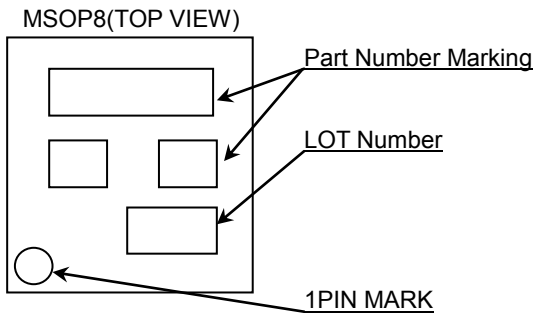 MSOP8(TOP VIEW)
Part Number Marking
LOT Number
1PIN MARK